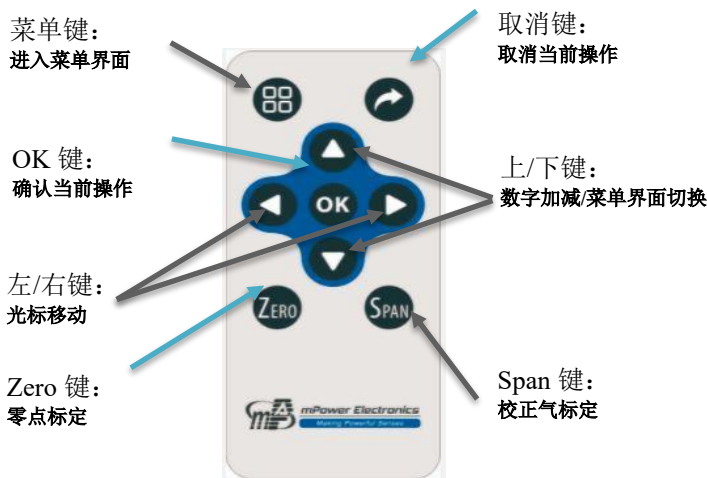 菜单键：
进入菜单界面
取消键：
取消当前操作
OK 键：
确认当前操作
上/下键：
数字加减/菜单界面切换
OK
左/右键：
光标移动
ZERO
SPAN
Zero 键：
零点标定
Span 键：
校正气标定
mPower Electronics
Making Powerful Senses